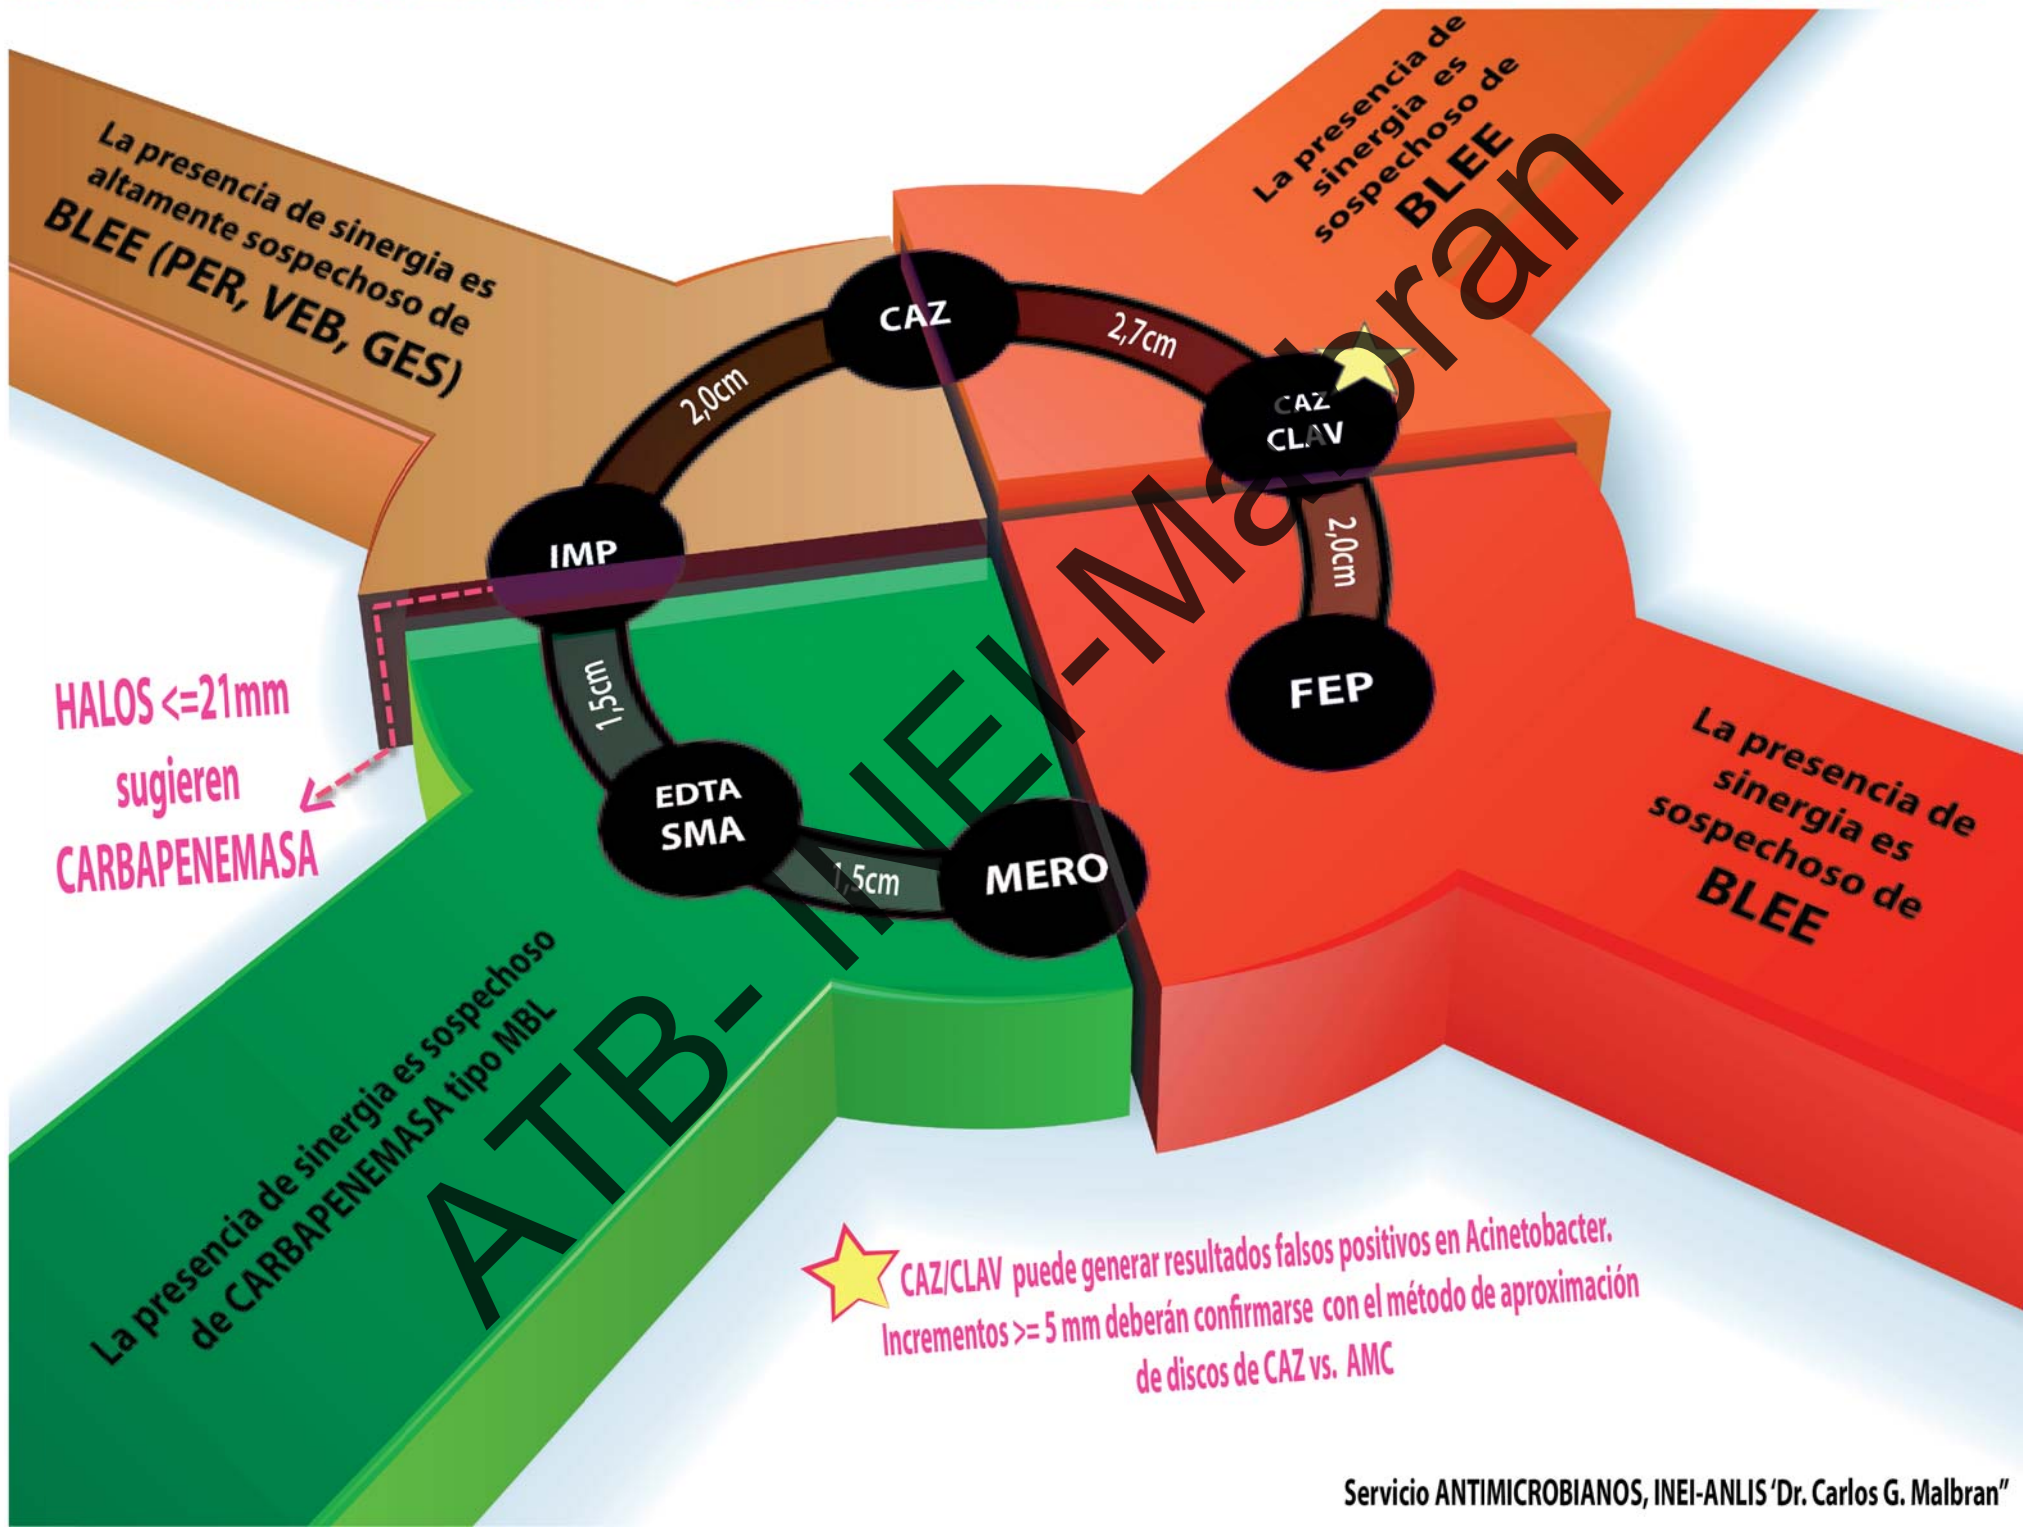 La presencia de sinergia es
altamente sospechoso de
BLEE (PER, VEB, GES)
La presencia de
sinergia es
sospechoso de
BLEE
CAZ
2,7cm
CAZ
CLAV
2,0cm
2,0cm
IMP
FEP
1,5cm
EDTA
SMA
1,5cm
MERO
HALOS <=21mm
sugieren
CARBAPENEMASA
La presencia de
sinergia es
sospechoso de
BLEE
La presencia de sinergia es sospechoso
de CARBAPENEMASA tipo MBL
CAZ/CLAV puede generar resultados falsos positivos en Acinetobacter.
Incrementos >= 5 mm deberán confirmarse con el método de aproximación
de discos de CAZ vs. AMC
ATB- INEI-Malbran
Servicio ANTIMICROBIANOS, INEI-ANLIS ‘Dr. Carlos G. Malbran”